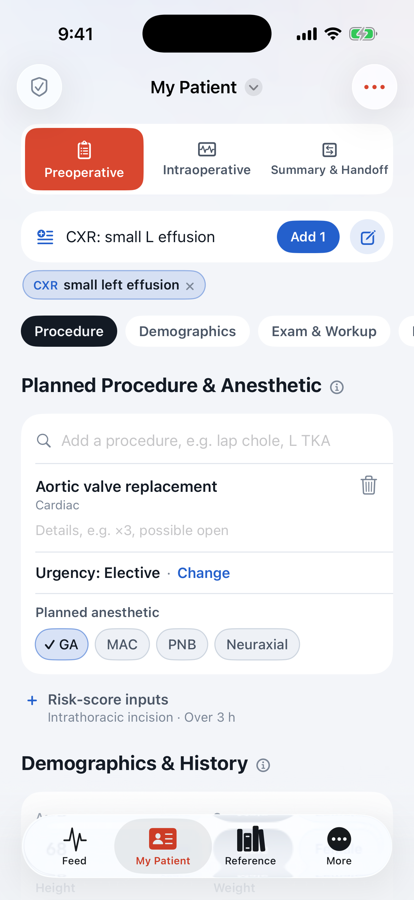 9:41
My Patient
Preoperative
Intraoperative
Summary & Handoff
CXR: small L effusion
Add 1
CXR small left effusion ×
Procedure
Demographics
Exam & Workup
Planned Procedure & Anesthetic
Add a procedure, e.g. lap chole, L TKA
Aortic valve replacement
Cardiac
Details, e.g. ×3, possible open
Urgency: Elective · Change
Planned anesthetic
✓ GA
MAC
PNB
Neuraxial
+ Risk-score inputs
Intrathoracic incision · Over 3 h
Demographics & History
68
Feed
My Patient
Reference
More
Height
Weight